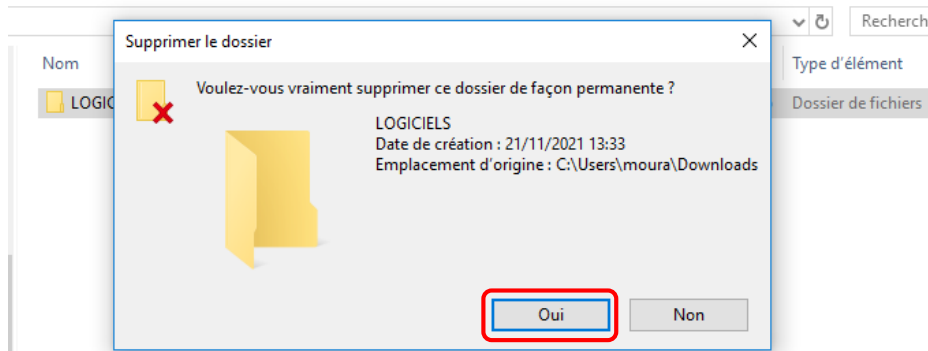 Recherch
Supprimer le dossier
Nom
Type d'élément
LOGIC
Dossier de fichiers
Voulez-vous vraiment supprimer ce dossier de façon permanente ?
LOGICIELS
Date de création : 21/11/2021 13:33
Emplacement d'origine : C:\Users\moura\Downloads
Oui
Non